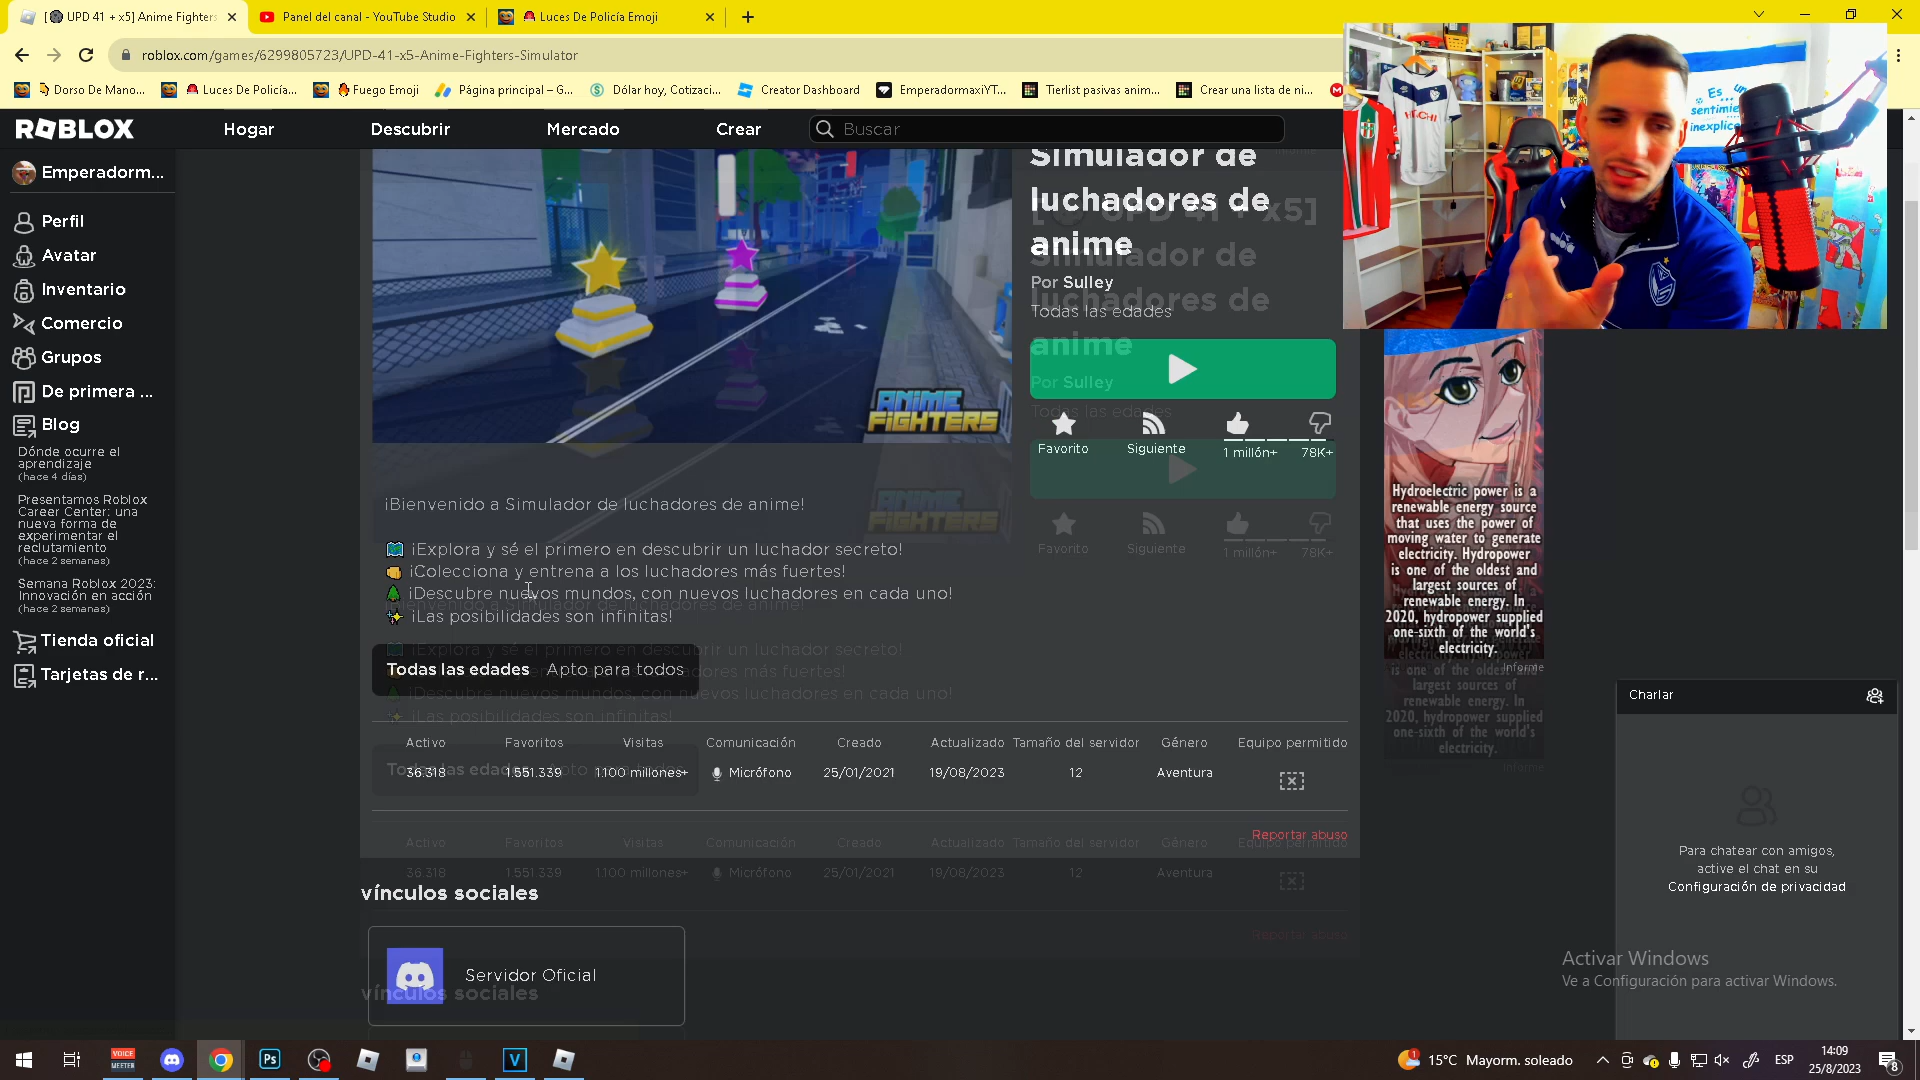 [ UPD 41 + x5] Anime Fighters
Panel del canal - YouTube Studio
Luces De Policía Emoji
roblox.com/games/6299805723/UPD-41-x5-Anime-Fighters-Simulator
Dorso De Mano...
Luces De Policía...
Fuego Emoji
Página principal – G...
Dólar hoy, Cotizaci...
Creator Dashboard
EmperadormaxiYT...
Tierlist pasivas anim...
Crear una lista de ni...
ROBLOX
Hogar
Descubrir
Mercado
Crear
Buscar
Es
sentimie
inexplic
Emperadorm...
Perfil
Avatar
Inventario
Comercio
Grupos
De primera ...
Blog
Dónde ocurre el
aprendizaje
(hace 4 días)
Presentamos Roblox
Career Center: una
nueva forma de
experimentar el
reclutamiento
(hace 2 semanas)
Semana Roblox 2023:
Innovación en acción
(hace 2 semanas)
Tienda oficial
Tarjetas de r...
ANIME
FIGHTERS
Simulador de
luchadores de
anime
Por Sulley
Todas las edades
Favorito
Siguiente
1 millón+
78K+
¡Bienvenido a Simulador de luchadores de anime!
¡Explora y sé el primero en descubrir un luchador secreto!
¡Colecciona y entrena a los luchadores más fuertes!
¡Descubre nuevos mundos, con nuevos luchadores en cada uno!
¡Las posibilidades son infinitas!
Todas las edades Apto para todos
Activo Favoritos Visitas Comunicación Creado Actualizado Tamaño del servidor Género Equipo permitido
36.318 1.551.339 1.100 millones+ Micrófono 25/01/2021 19/08/2023 12 Aventura
Reportar abuso
vínculos sociales
Servidor Oficial
Hydroelectric power is a
renewable energy source
that uses the power of
moving water to generate
electricity. Hydropower
is one of the oldest and
largest sources of
renewable energy. In
2020, hydropower supplied
one-sixth of the world's
electricity.
Informe
Charlar
Para chatear con amigos,
active el chat en su
Configuración de privacidad
Activar Windows
Ve a Configuración para activar Windows.
VOICE
MEETER
Ps
V
15°C Mayorm. soleado
ESP
14:09
25/8/2023
8